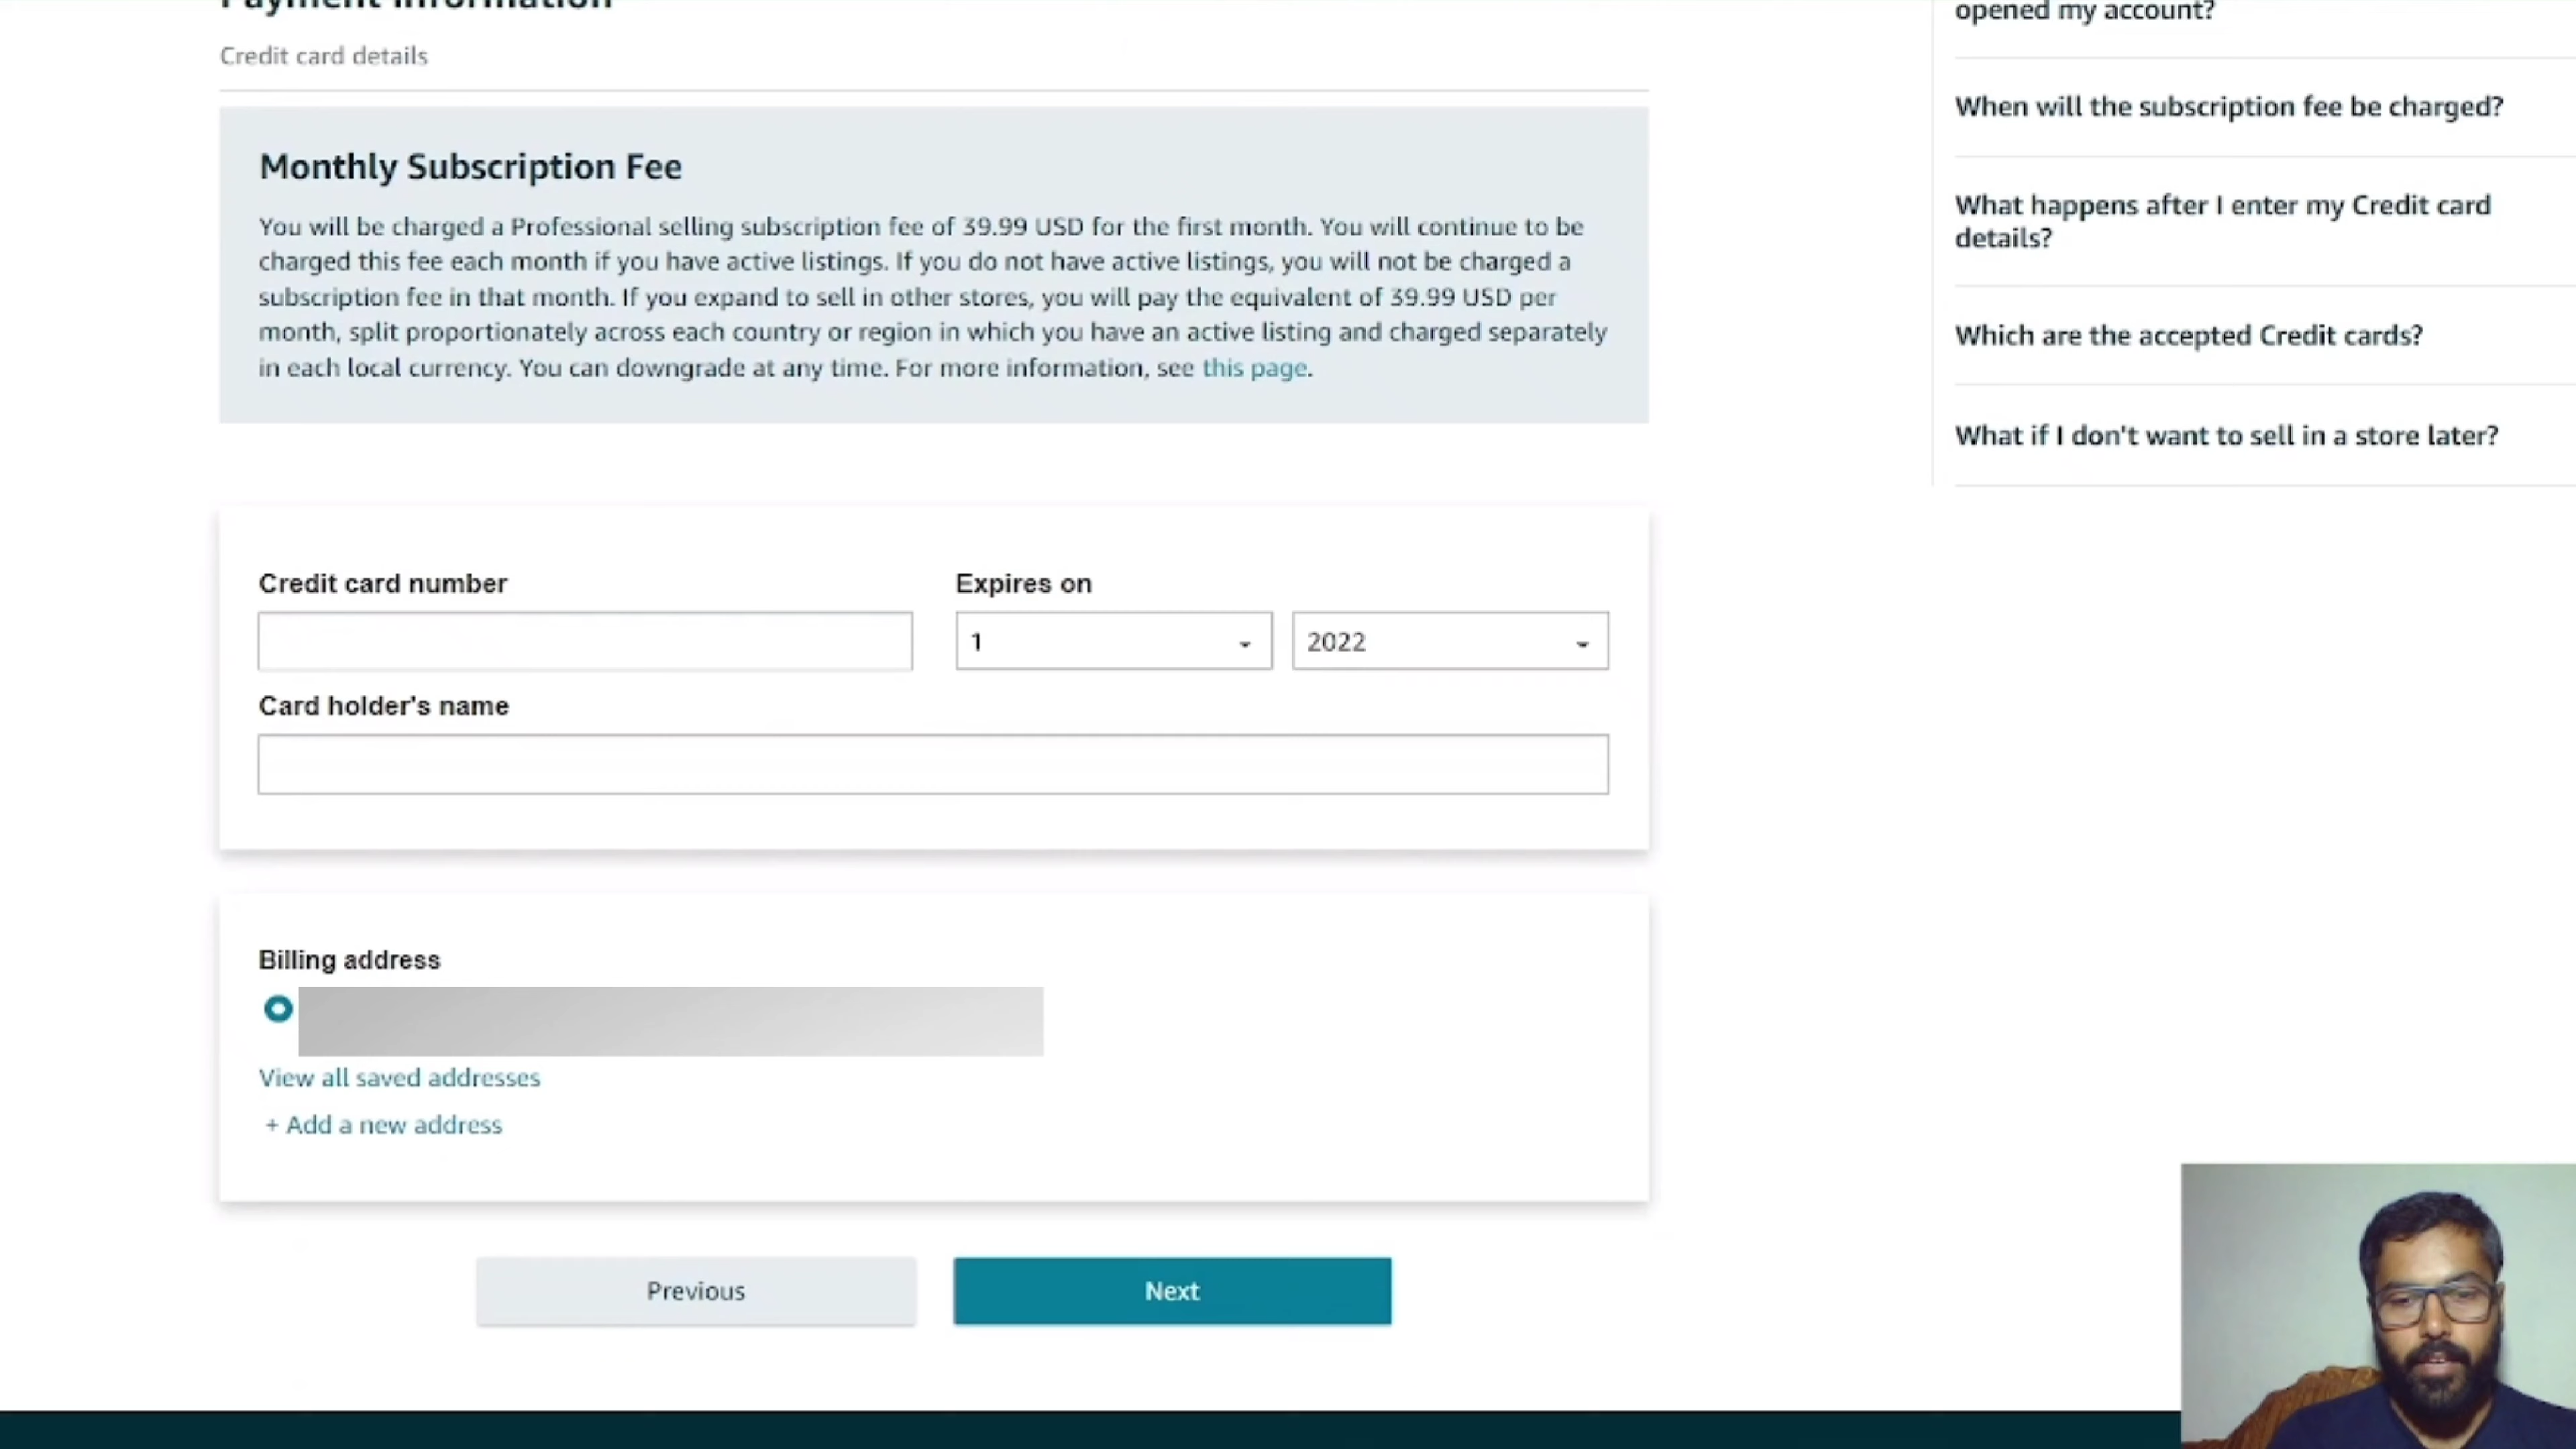 Payment Information
Credit card details
Monthly Subscription Fee
You will be charged a Professional selling subscription fee of 39.99 USD for the first month. You will continue to be
charged this fee each month if you have active listings. If you do not have active listings, you will not be charged a
subscription fee in that month. If you expand to sell in other stores, you will pay the equivalent of 39.99 USD per
month, split proportionately across each country or region in which you have an active listing and charged separately
in each local currency. You can downgrade at any time. For more information, see this page.
Credit card number
Expires on
1
2022
Card holder's name
Billing address
View all saved addresses
+ Add a new address
Previous
Next
opened my account?
When will the subscription fee be charged?
What happens after I enter my Credit card
details?
Which are the accepted Credit cards?
What if I don't want to sell in a store later?